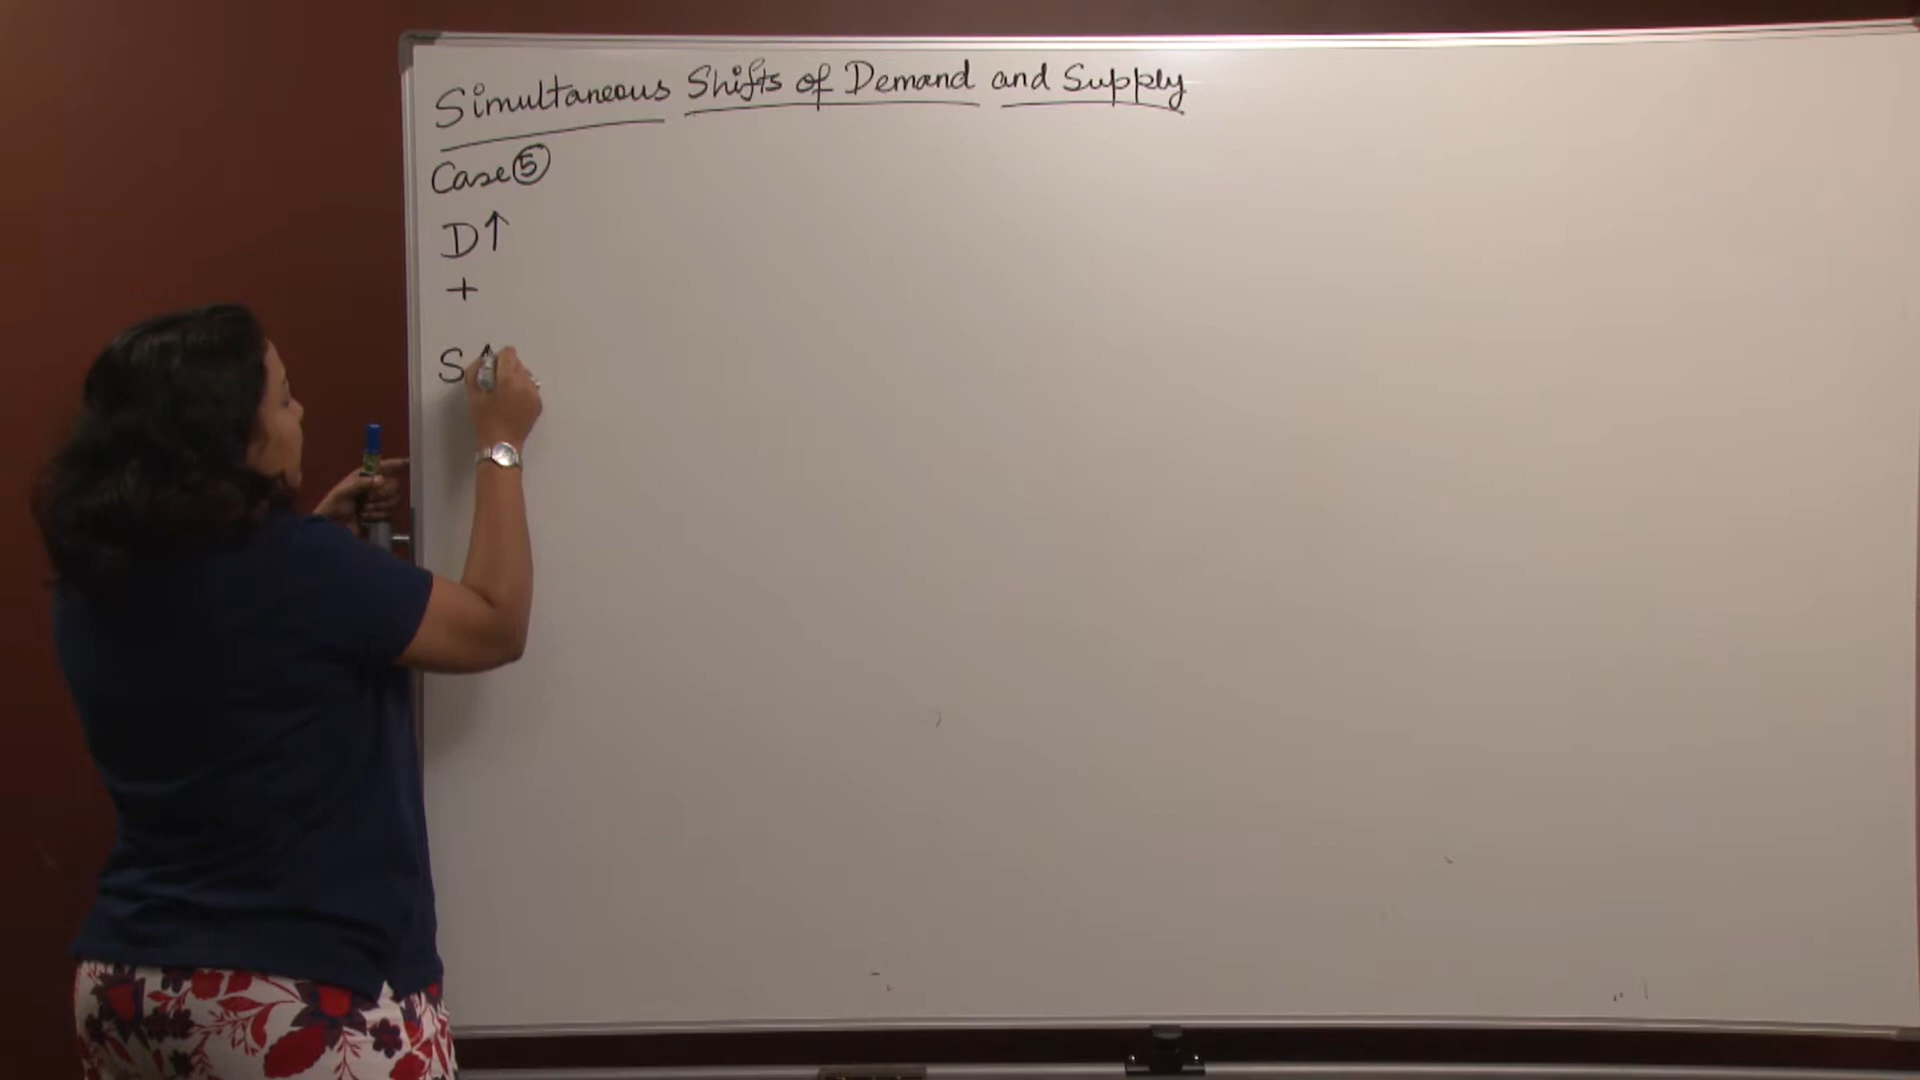 Simultaneous Shifts of Demand and Supply
Case ⑤
D↑
+
S↑